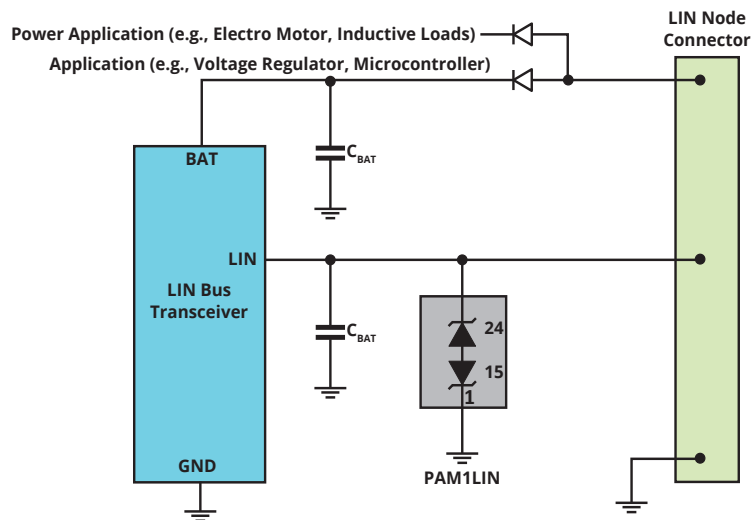 LIN Node
Connector
Power Application (e.g., Electro Motor, Inductive Loads)
Application (e.g., Voltage Regulator, Microcontroller)
BAT
CBAT
LIN
LIN Bus
Transceiver
CBAT
24
15
1
PAM1LIN
GND